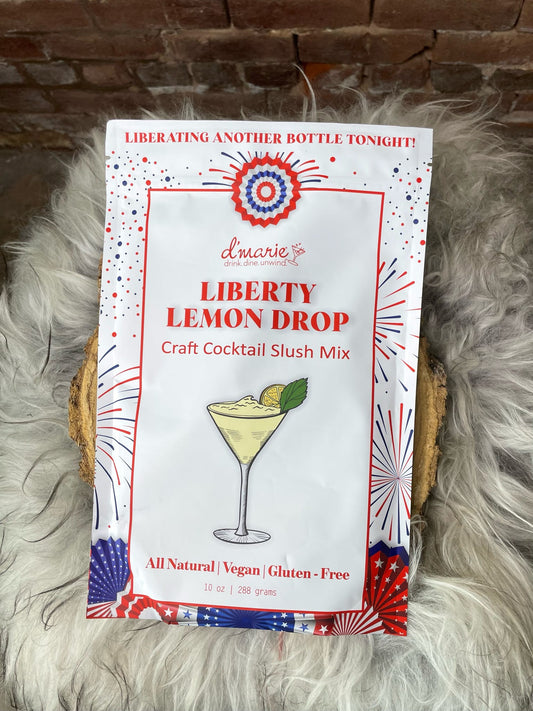 LIBERATING ANOTHER BOTTLE TONIGHT!
d'marie
drink. dine. unwind.
LIBERTY
LEMON DROP
Craft Cocktail Slush Mix
All Natural | Vegan | Gluten - Free
10 oz | 288 grams